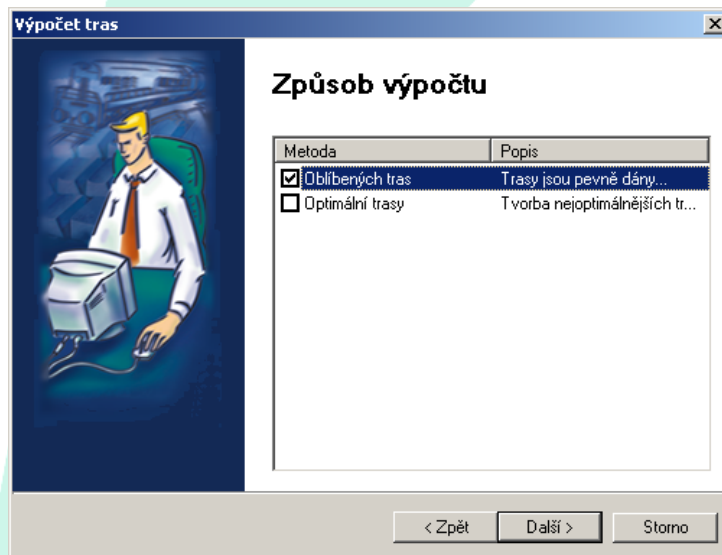 Výpočet tras
Způsob výpočtu
Metoda Popis
Oblíbených tras Trasy jsou pevně dány...
Optimální trasy Tvorba nejoptimálnějších tr...
< Zpět Další > Storno